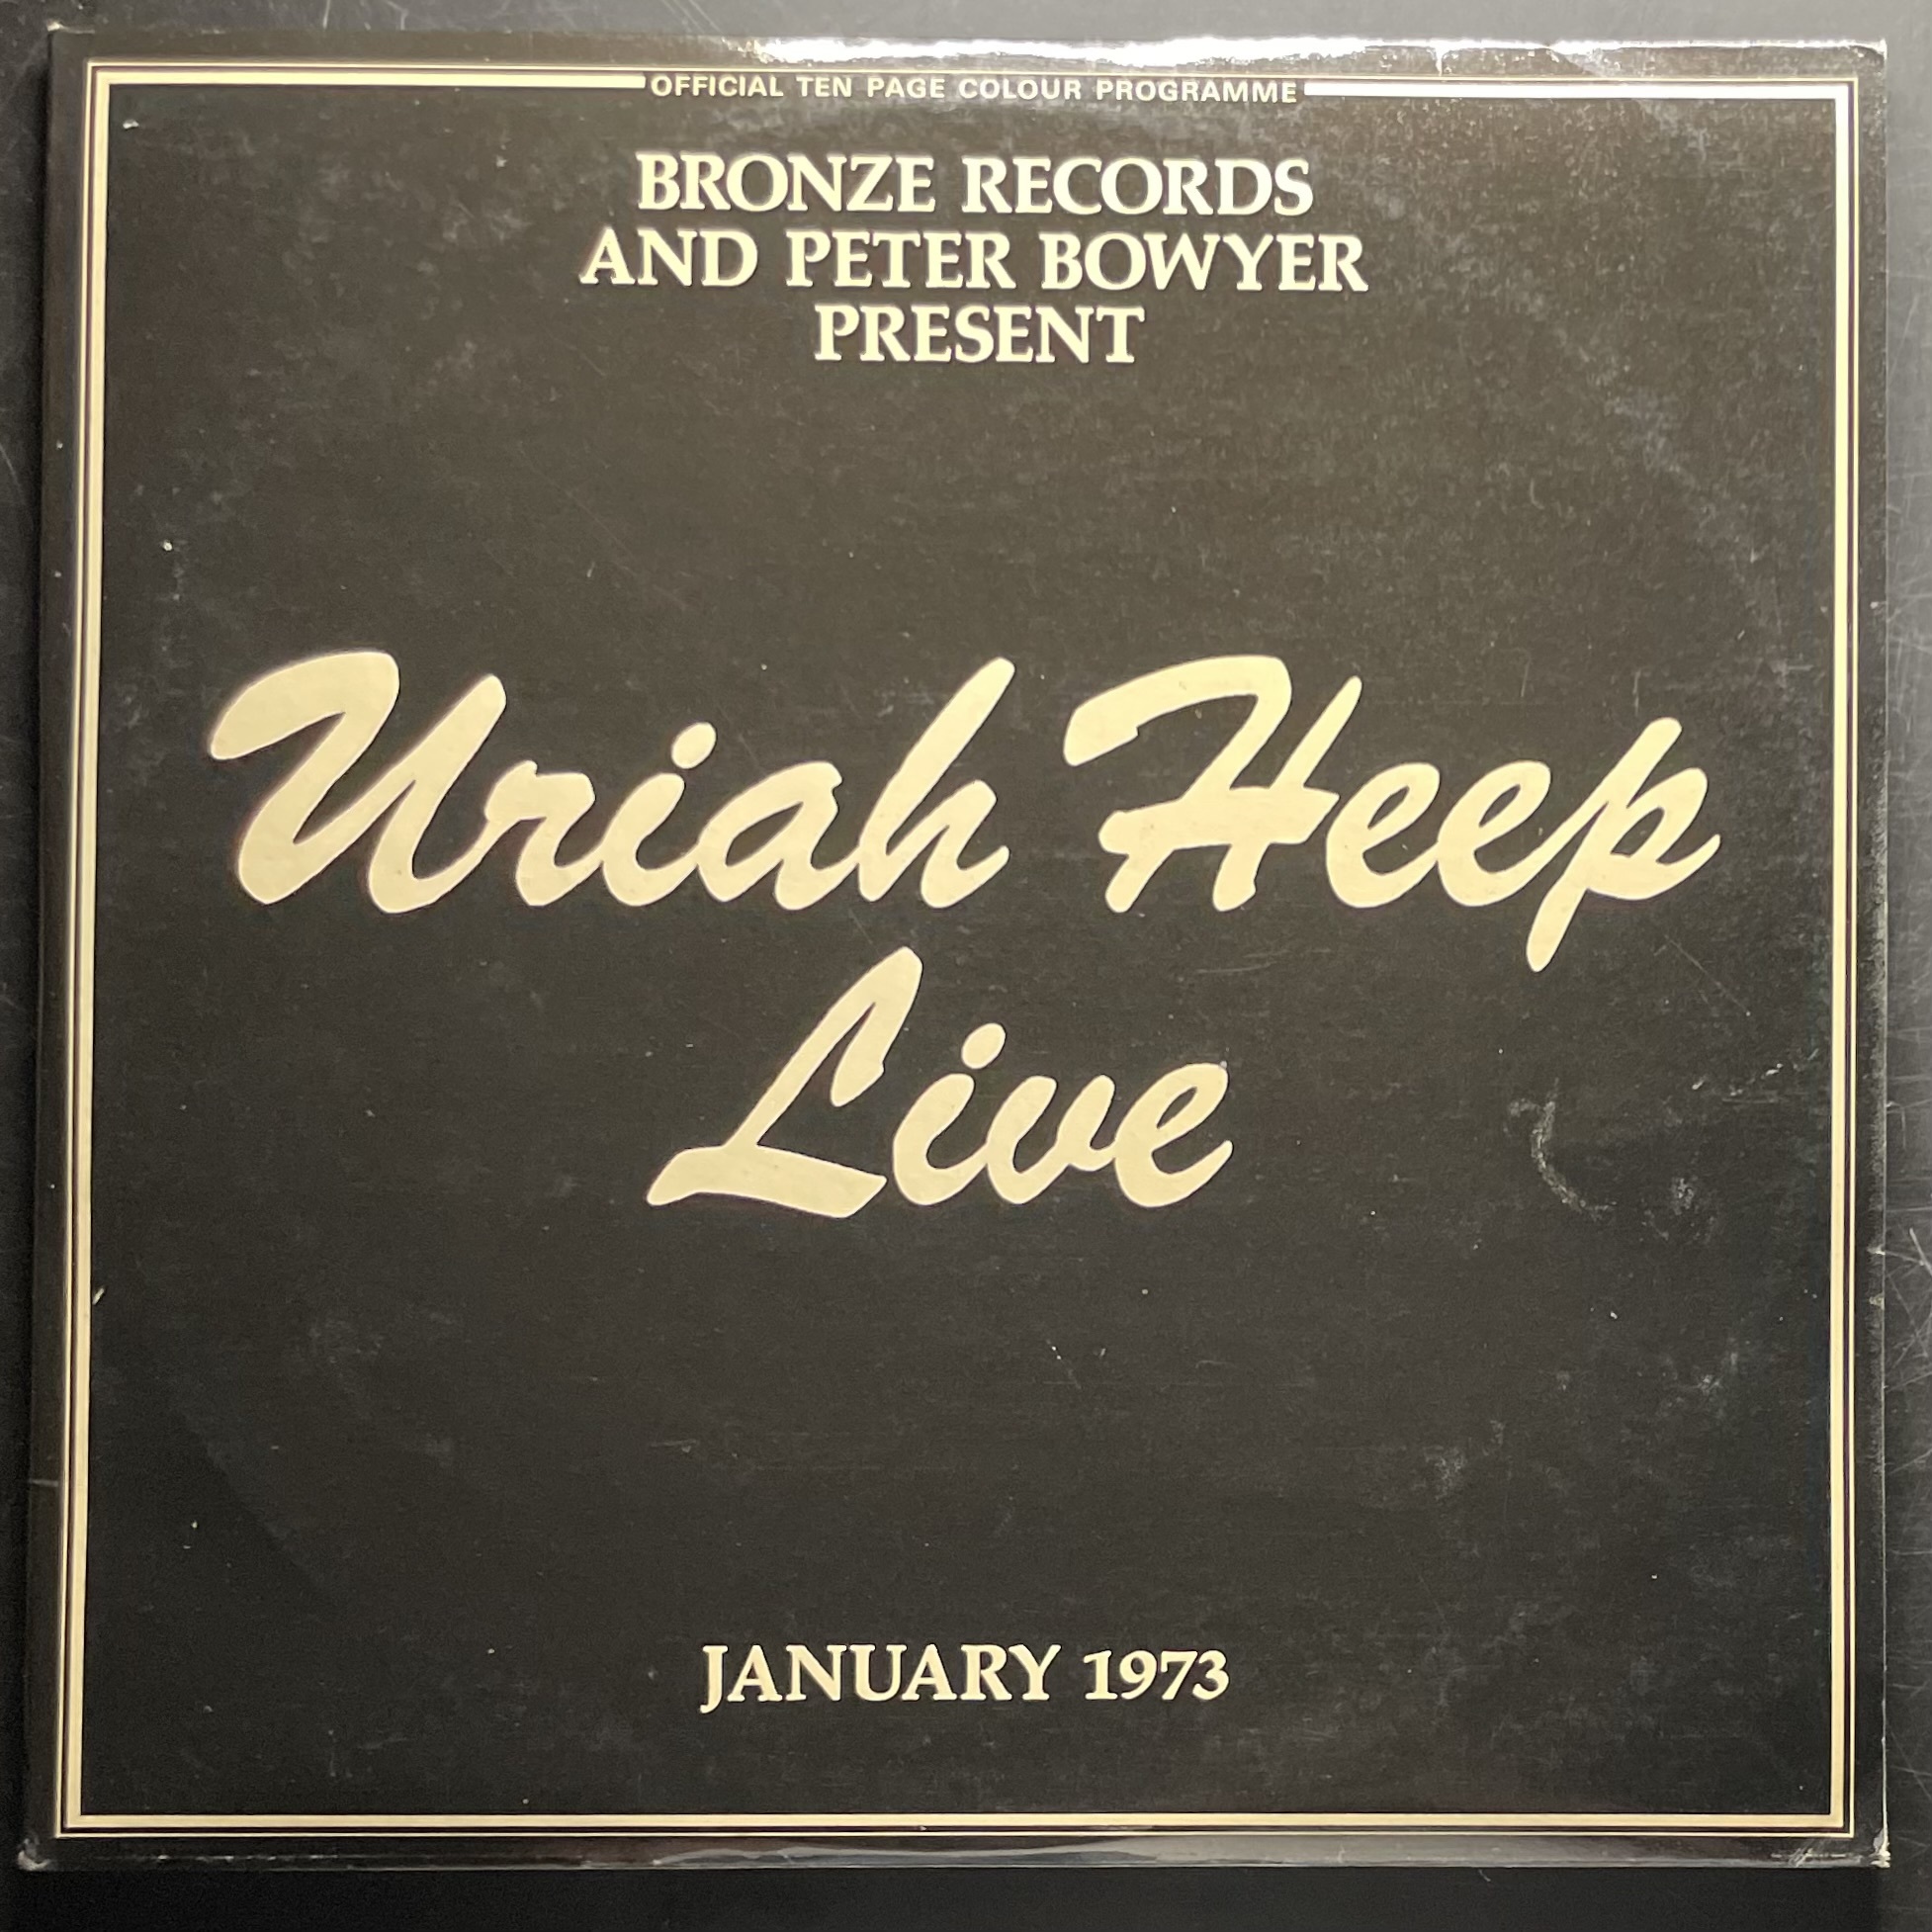 OFFICIAL TEN PAGE COLOUR PROGRAMME
BRONZE RECORDS
AND PETER BOWYER
PRESENT
Uriah Heep
Live
JANUARY 1973